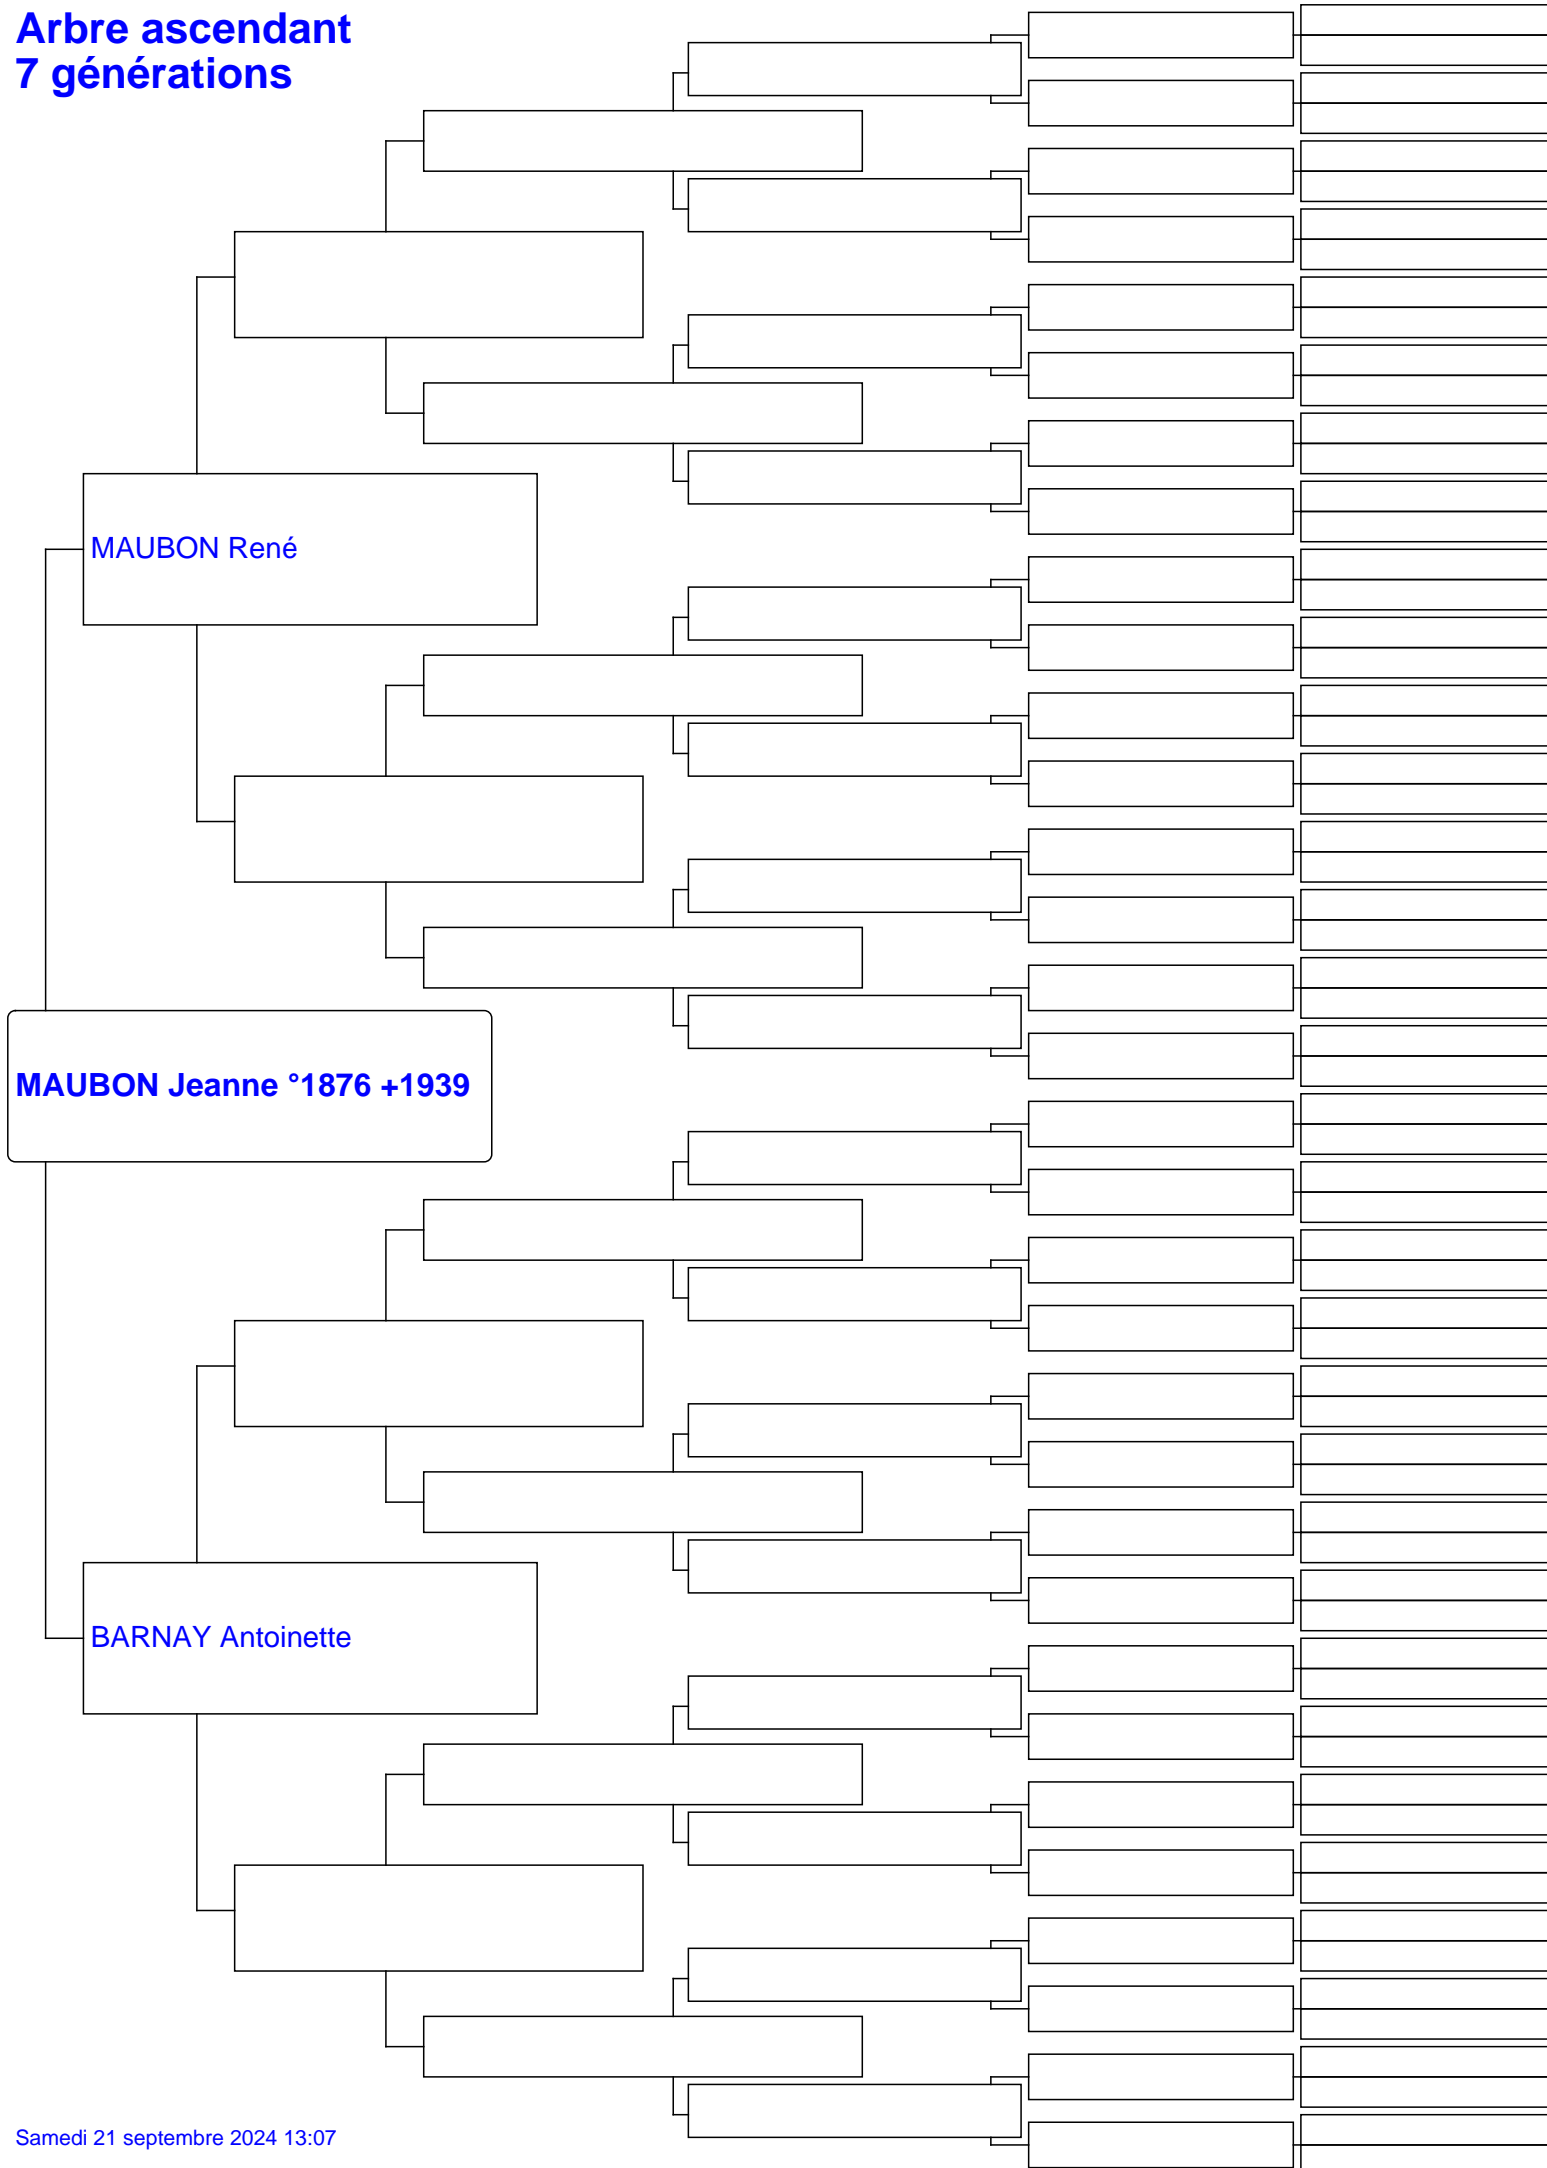 Arbre ascendant
7 générations
MAUBON René
MAUBON Jeanne °1876 +1939
BARNAY Antoinette
Samedi 21 septembre 2024 13:07